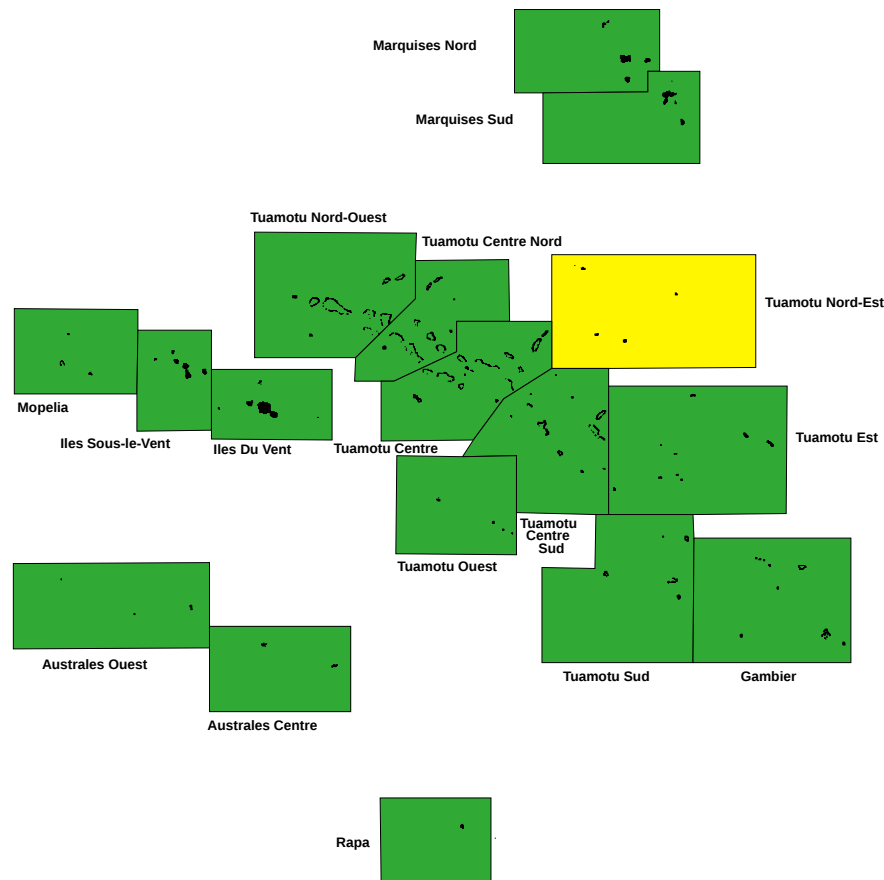 Marquises Nord
Marquises Sud
Tuamotu Nord-Ouest
Tuamotu Centre Nord
Tuamotu Nord-Est
Mopelia
Iles Sous-le-Vent
Iles Du Vent
Tuamotu Centre
Tuamotu Est
Tuamotu
Centre
Sud
Tuamotu Ouest
Australes Ouest
Tuamotu Sud
Gambier
Australes Centre
Rapa